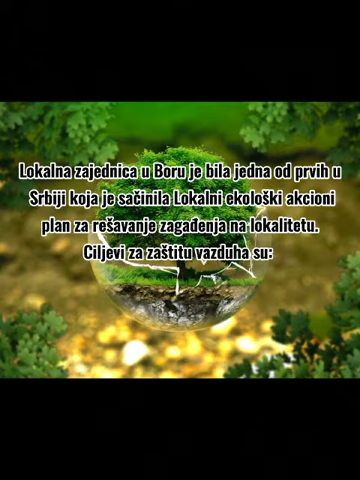 Lokalna zajednica u Boru je bila jedna od prvih u
Srbiji koja je sačinila Lokalni ekološki akcioni
plan za rešavanje zagađenja na lokalitetu.
Ciljevi za zaštitu vazduha su: